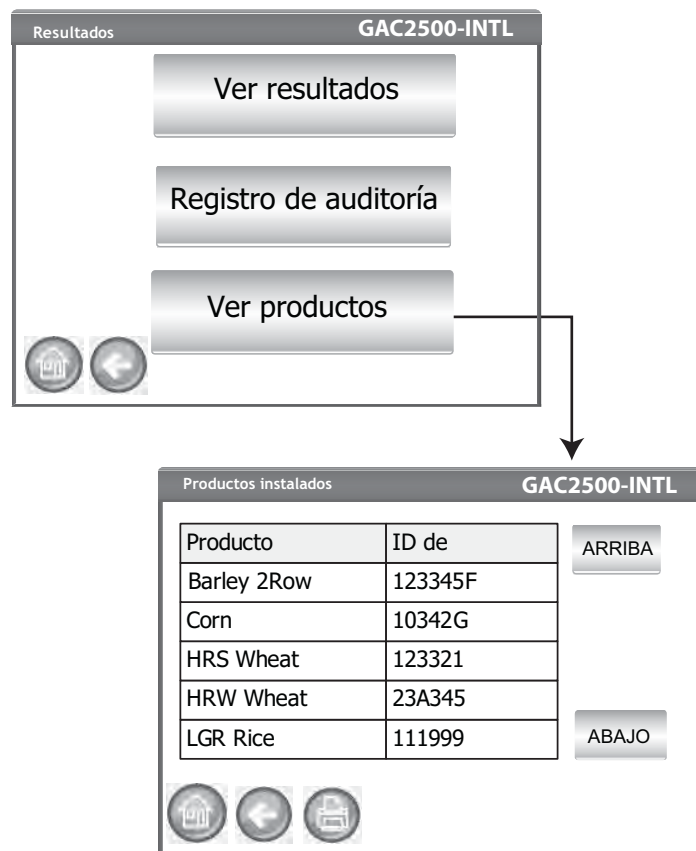 Resultados GAC2500-INTL
Ver resultados
Registro de auditoría
Ver productos
Productos instalados GAC2500-INTL
Producto ID de
ARRIBA
Barley 2Row 123345F
Corn 10342G
HRS Wheat 123321
HRW Wheat 23A345
LGR Rice 111999
ABAJO